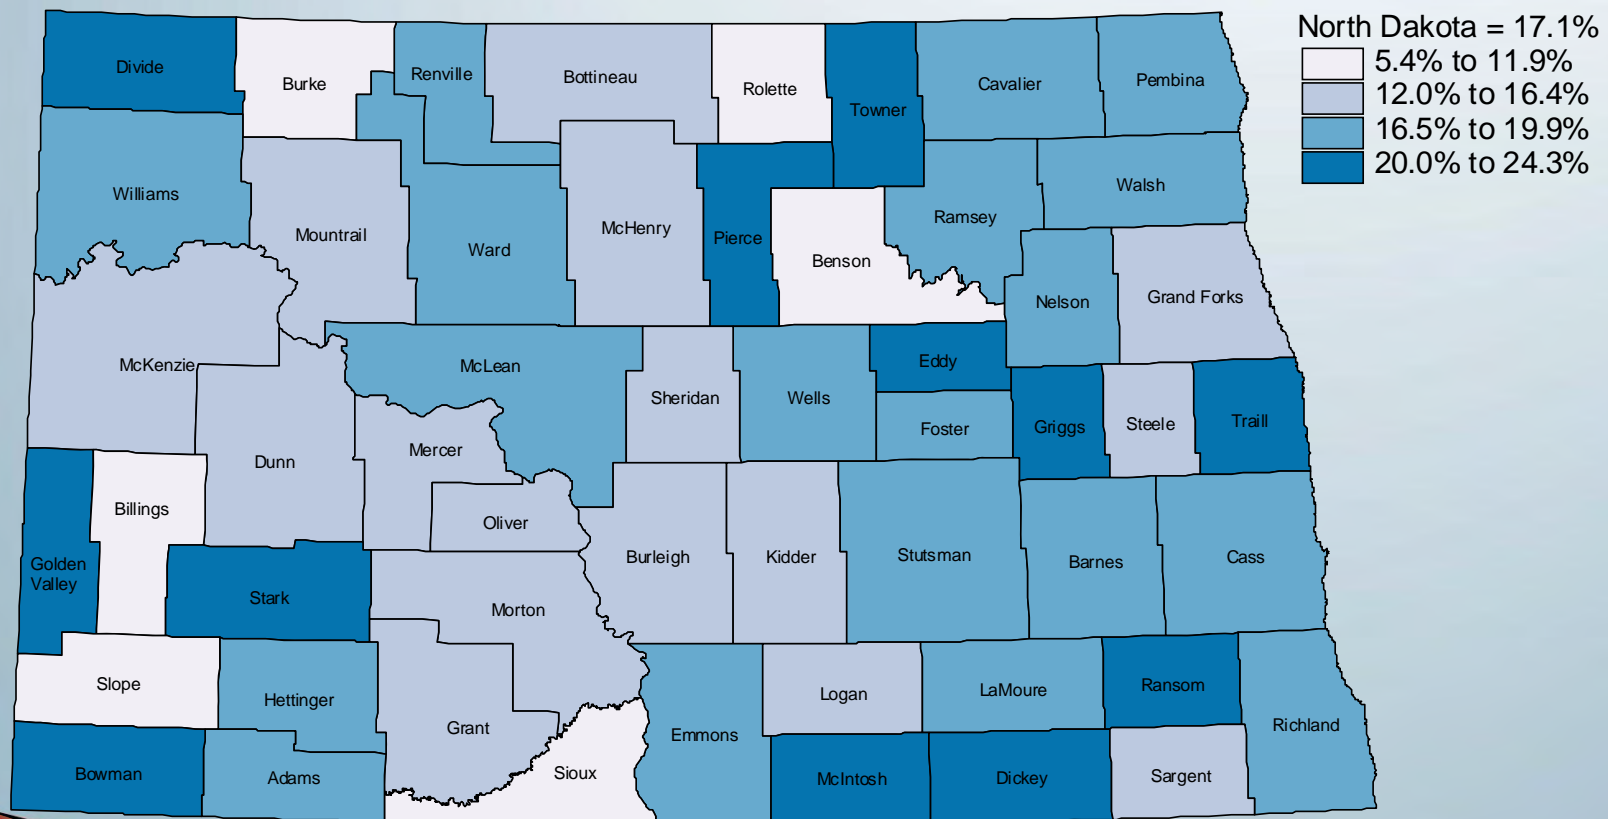 North Dakota = 17.1%
5.4% to 11.9%
12.0% to 16.4%
16.5% to 19.9%
20.0% to 24.3%
Divide
Burke
Renville
Bottineau
Rolette
Towner
Cavalier
Pembina
Williams
Mountrail
Ward
McHenry
Pierce
Benson
Ramsey
Walsh
Nelson
Grand Forks
McKenzie
McLean
Sheridan
Wells
Eddy
Foster
Griggs
Steele
Traill
Dunn
Mercer
Oliver
Billings
Golden
Valley
Stark
Morton
Burleigh
Kidder
Stutsman
Barnes
Cass
Slope
Hettinger
Grant
Sioux
Emmons
Logan
LaMoure
Ransom
Richland
Bowman
Adams
McIntosh
Dickey
Sargent